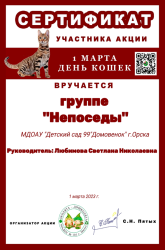 СЕРТИФИКАТ
УЧАСТНИКА АКЦИИ
1 МАРТА
ДЕНЬ КОШЕК
ВРУЧАЕТСЯ
группе
"Непоседы"
МДОАУ "Детский сад 99"Домовенок" г.Орска
Руководитель: Любинова Светлана Николаевна
1 марта 2022 г.
ОРГАНИЗАТОР АКЦИИ
С.Н. Пятых